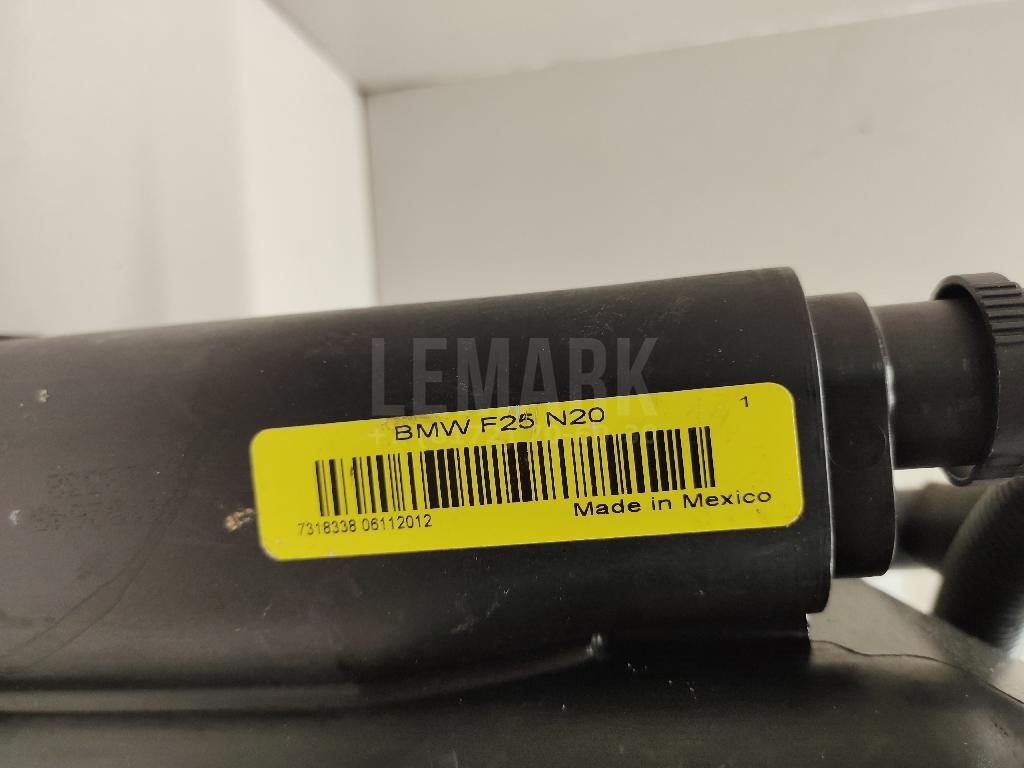 LEMARK
BMW F25 N20
1
7318338 06112012
Made in Mexico